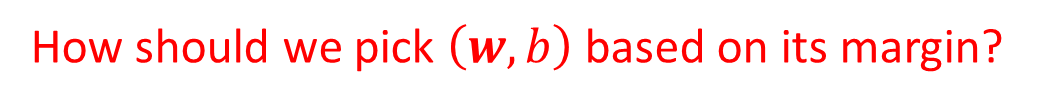 How should we pick (w, b) based on its margin?